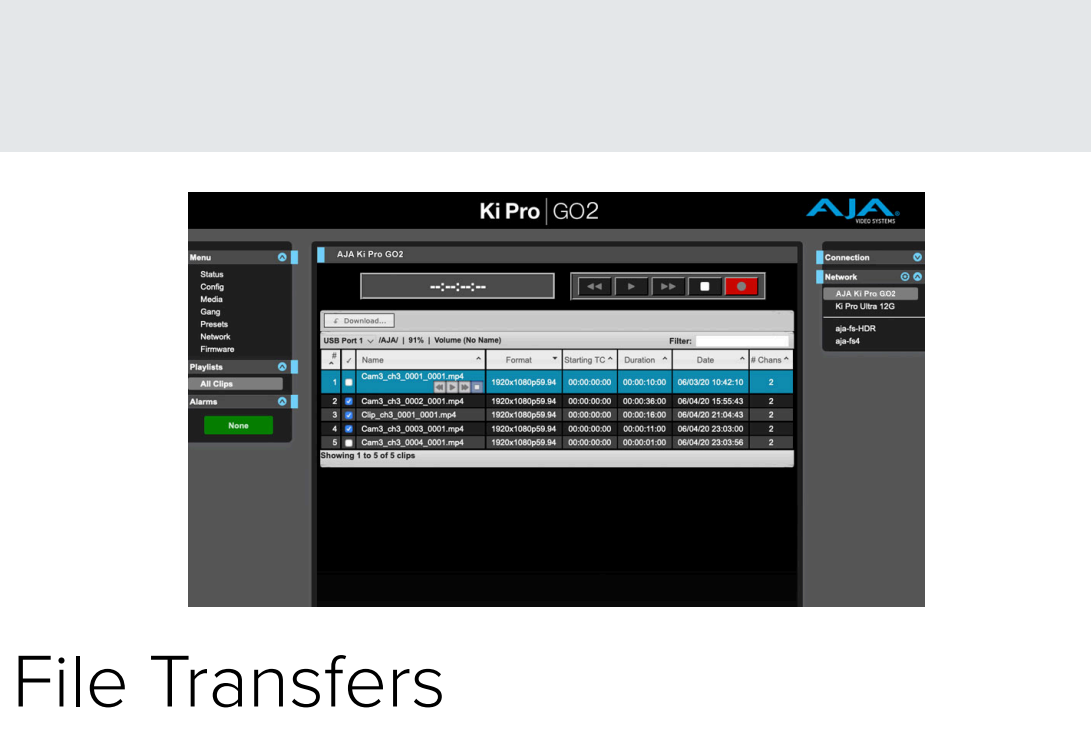 Ki Pro GO2
AJA
VIDEO SYSTEMS
Menu
Status
Config
Media
Gang
Presets
Network
Firmware
Playlists
All Clips
Alarms
None
AJA Ki Pro GO2
--:--:--:--
Download...
USB Port 1 /AJA/ | 91% | Volume (No Name) Filter:
# ✓ Name Format Starting TC Duration Date # Chans
1 Cam3_ch3_0001_0001.mp4 1920x1080p59.94 00:00:00:00 00:00:10:00 06/03/20 10:42:10 2
2 Cam3_ch3_0002_0001.mp4 1920x1080p59.94 00:00:00:00 00:00:36:00 06/04/20 15:55:43 2
3 Clip_ch3_0001_0001.mp4 1920x1080p59.94 00:00:00:00 00:00:16:00 06/04/20 21:04:43 2
4 Cam3_ch3_0003_0001.mp4 1920x1080p59.94 00:00:00:00 00:00:11:00 06/04/20 23:03:00 2
5 Cam3_ch3_0004_0001.mp4 1920x1080p59.94 00:00:00:00 00:00:01:00 06/04/20 23:03:56 2
Showing 1 to 5 of 5 clips
Connection
Network
AJA Ki Pro GO2
Ki Pro Ultra 12G
aja-fs-HDR
aja-fs4
File Transfers